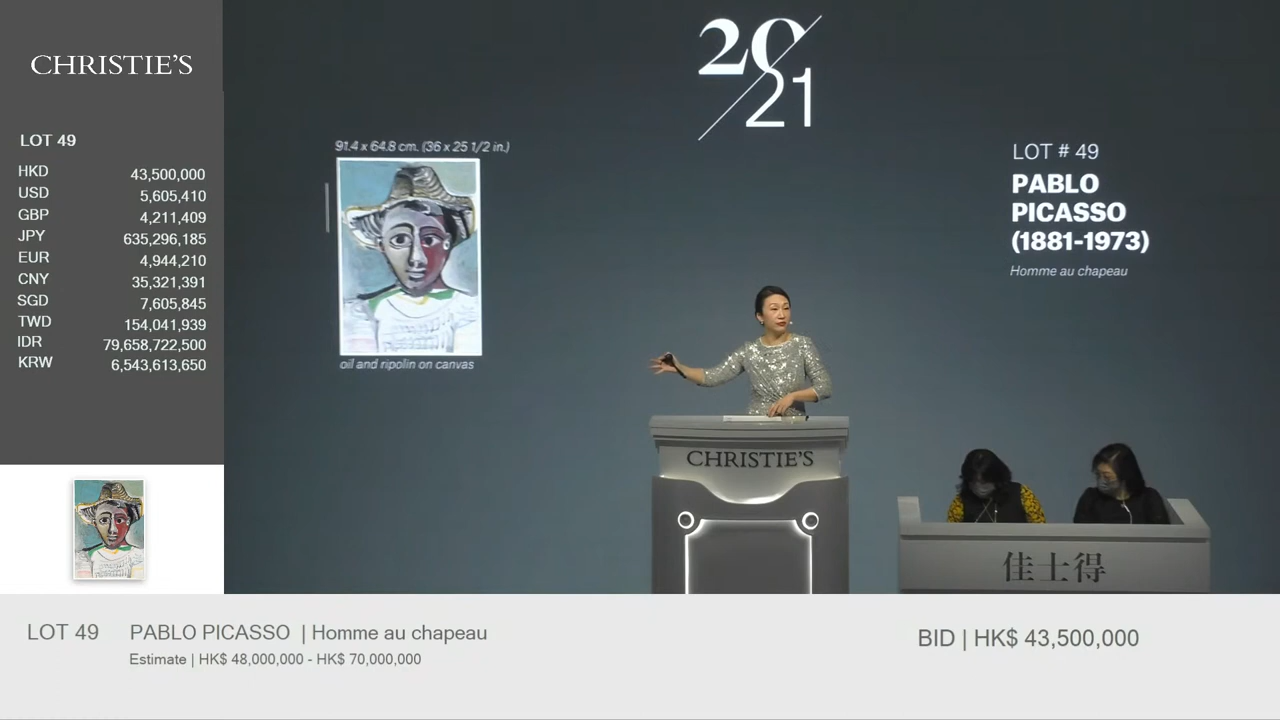 CHRISTIE'S
LOT 49
HKD 43,500,000
USD 5,605,410
GBP 4,211,409
JPY 635,296,185
EUR 4,944,210
CNY 35,321,391
SGD 7,605,845
TWD 154,041,939
IDR 79,658,722,500
KRW 6,543,613,650
20
21
91.4 x 64.8 cm. (36 x 25 1/2 in.)
oil and ripolin on canvas
LOT # 49
PABLO
PICASSO
(1881-1973)
Homme au chapeau
CHRISTIE'S
佳士得
LOT 49 PABLO PICASSO | Homme au chapeau
Estimate | HK$ 48,000,000 - HK$ 70,000,000
BID | HK$ 43,500,000